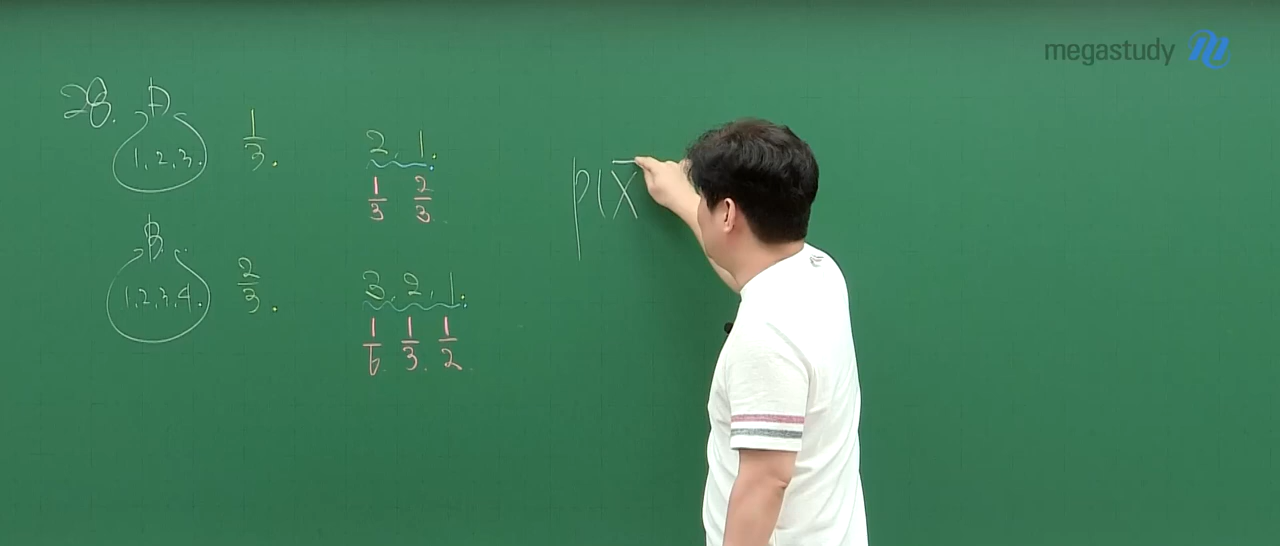 megastudy
28. A
1, 2, 3.
1/3.
2, 1.
1/3 2/3.
P(X̄
B.
1, 2, 3, 4.
2/3.
3, 2, 1.
1/6. 1/3. 1/2.